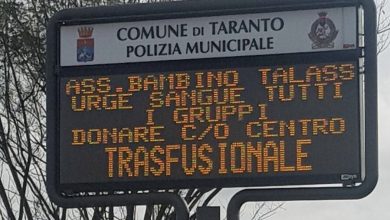 COMUNE DI TARANTO
POLIZIA MUNICIPALE
ASS.BAMBINO TALASS
URGE SANGUE TUTTI
I GRUPPI
DONARE C/O CENTRO
TRASFUSIONALE